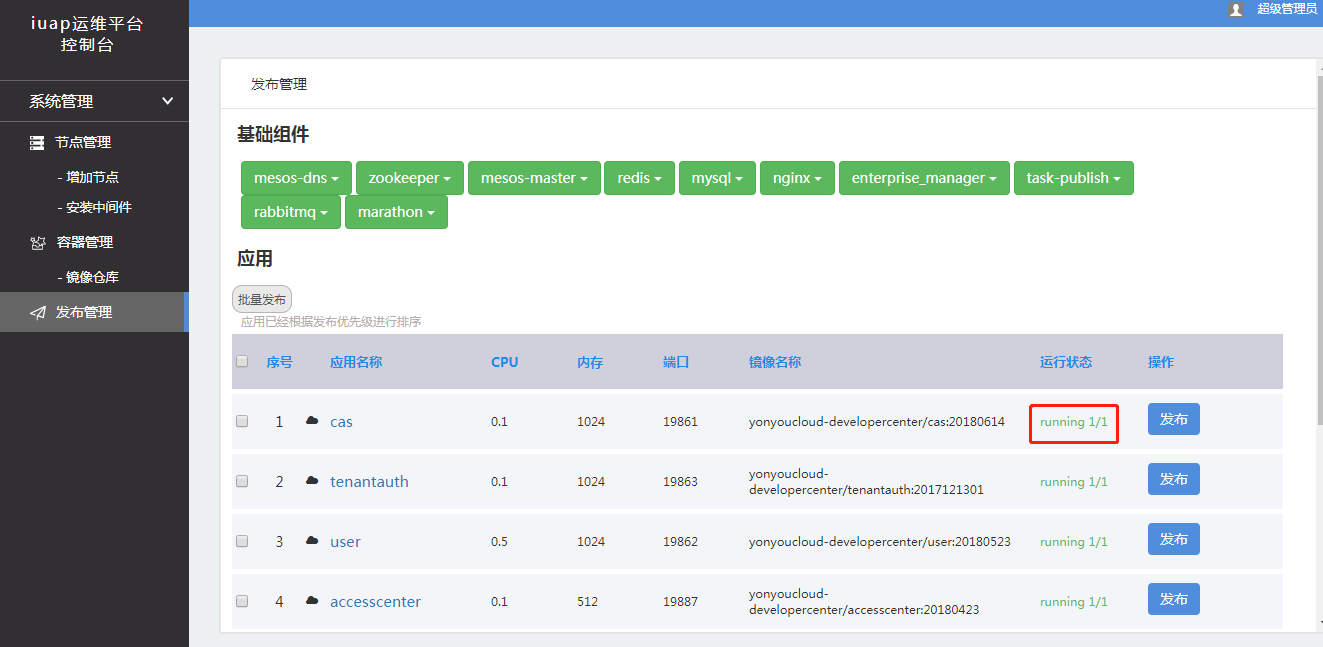 iuap运维平台
控制台
超级管理员
系统管理
节点管理
- 增加节点
- 安装中间件
容器管理
- 镜像仓库
发布管理
发布管理
基础组件
mesos-dns zookeeper mesos-master redis mysql nginx enterprise_manager task-publish
rabbitmq marathon
应用
批量发布
应用已经根据发布优先级进行排序
序号 应用名称 CPU 内存 端口 镜像名称 运行状态 操作
1 cas 0.1 1024 19861 yonyoucloud-developercenter/cas:20180614 running 1/1 发布
2 tenantauth 0.1 1024 19863 yonyoucloud-
developercenter/tenantauth:2017121301 running 1/1 发布
3 user 0.5 1024 19862 yonyoucloud-developercenter/user:20180523 running 1/1 发布
4 accesscenter 0.1 512 19887 yonyoucloud-
developercenter/accesscenter:20180423 running 1/1 发布